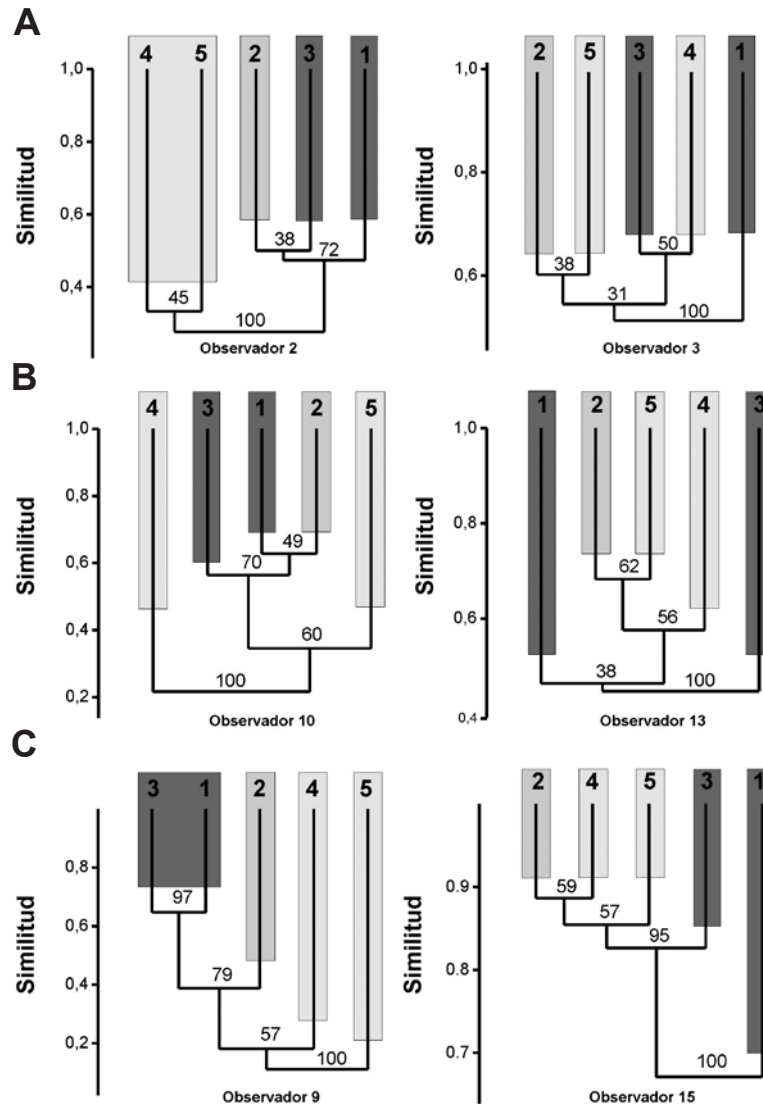 A
4 5 2 3 1
1,0
0,8
0,6
0,4
Similitud
38
72
45
100
Observador 2
2 5 3 4 1
1,0
0,8
0,6
Similitud
50
38
31
100
Observador 3
B
4 3 1 2 5
1,0
0,8
0,6
0,4
0,2
Similitud
49
70
60
100
Observador 10
1 2 5 4 3
1,0
0,8
0,6
0,4
Similitud
62
56
38
100
Observador 13
C
3 1 2 4 5
0,8
0,6
0,4
0,2
Similitud
97
79
57
100
Observador 9
2 4 5 3 1
0.9
0.8
0.7
Similitud
59
57
95
100
Observador 15